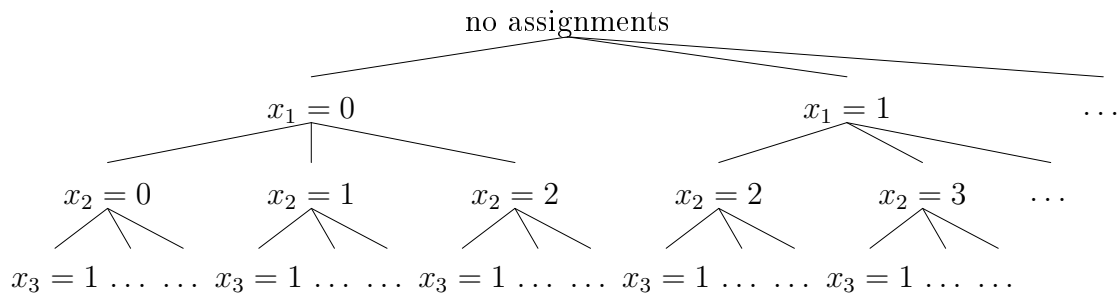 no assignments
x₁ = 0 x₁ = 1 …
x₂ = 0 x₂ = 1 x₂ = 2 x₂ = 2 x₂ = 3 …
x₃ = 1 … … x₃ = 1 … … x₃ = 1 … … x₃ = 1 … … x₃ = 1 … …